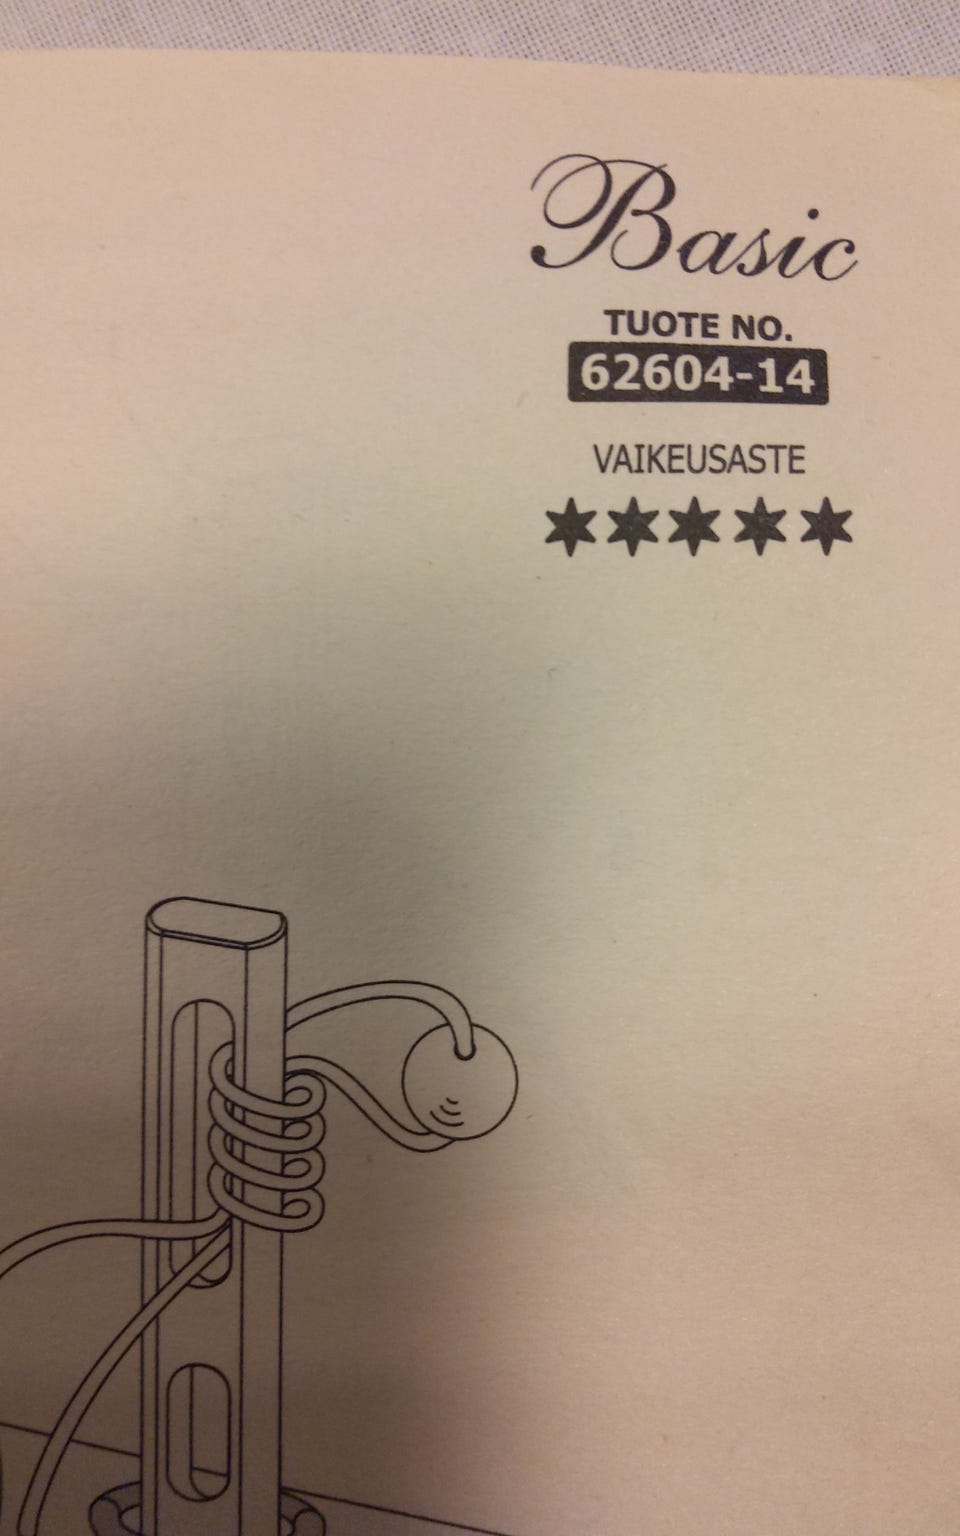 Basic
TUOTE NO.
62604-14
VAIKEUSASTE